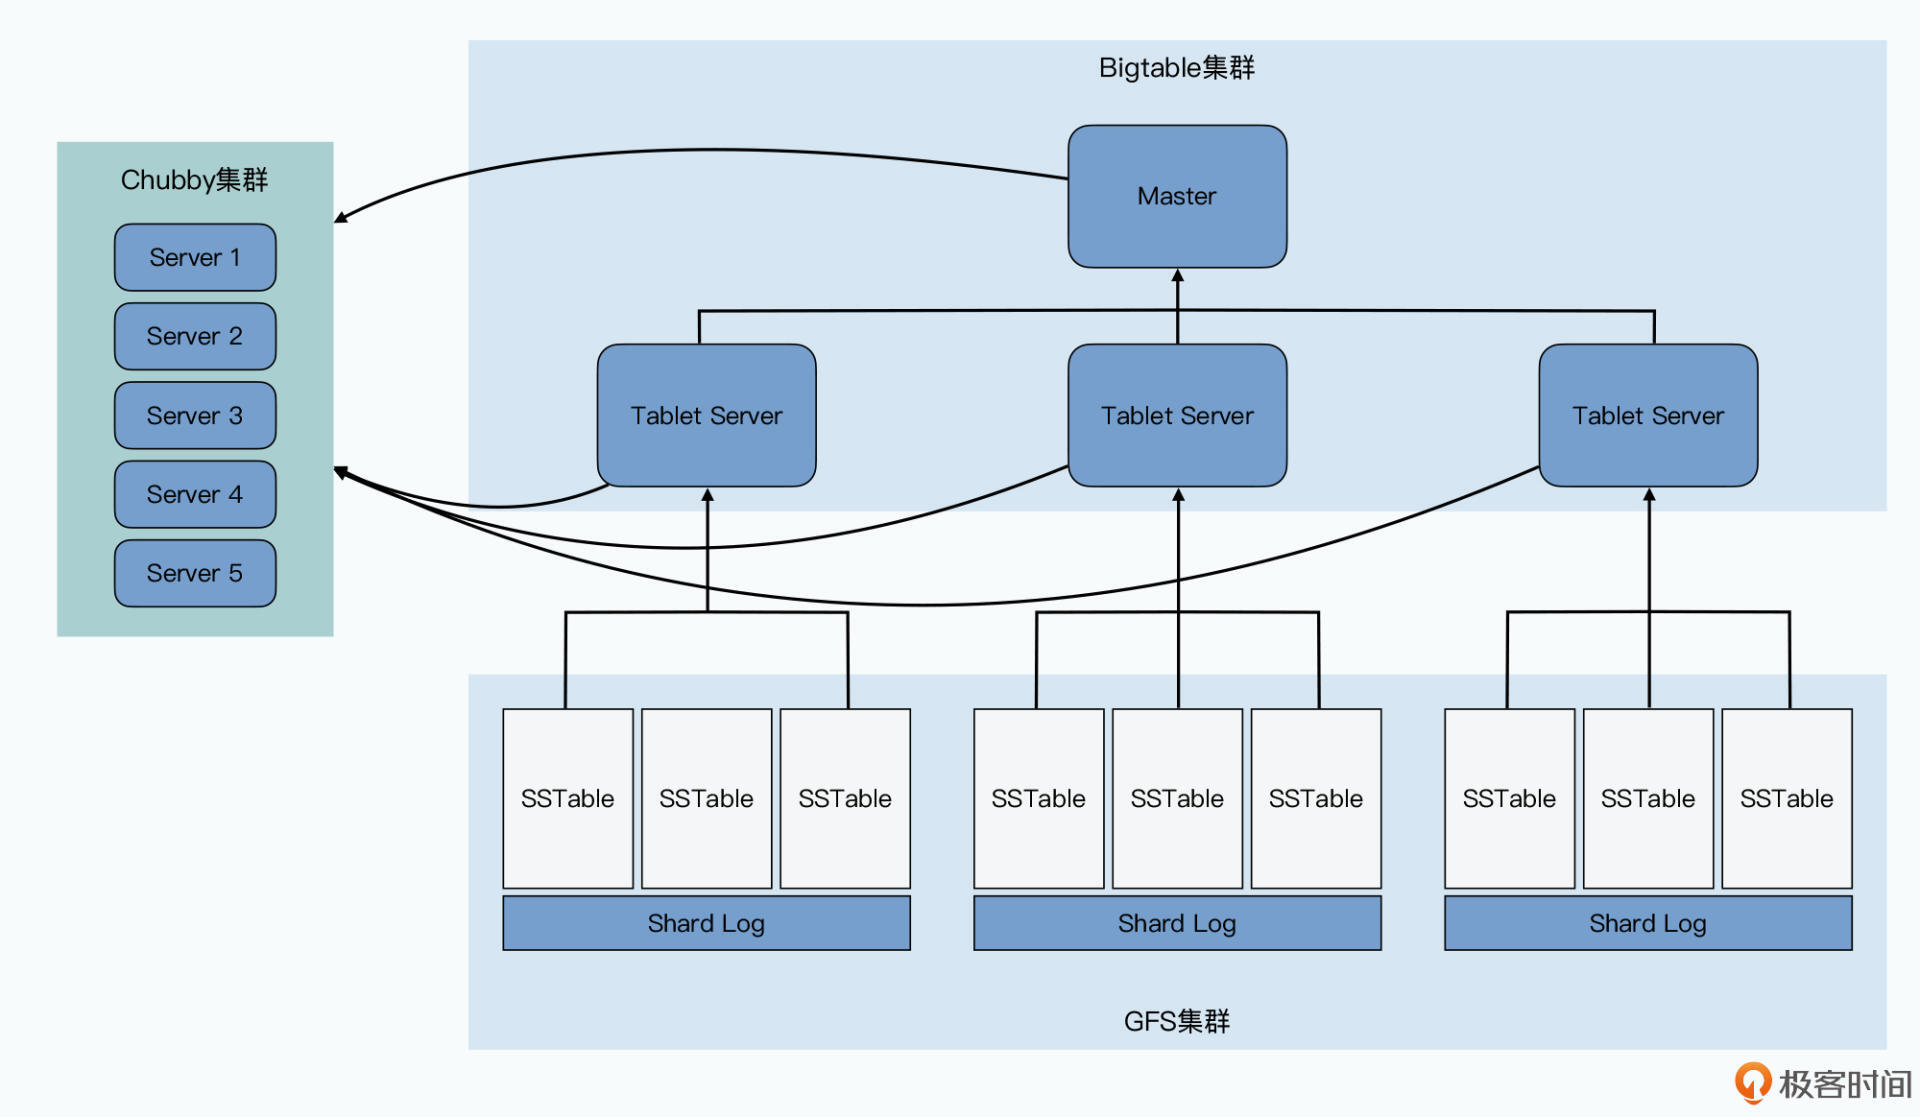 Bigtable集群
Chubby集群
Master
Server 1
Server 2
Server 3
Server 4
Server 5
Tablet Server
Tablet Server
Tablet Server
SSTable
SSTable
SSTable
SSTable
SSTable
SSTable
SSTable
SSTable
SSTable
Shard Log
Shard Log
Shard Log
GFS集群
极客时间